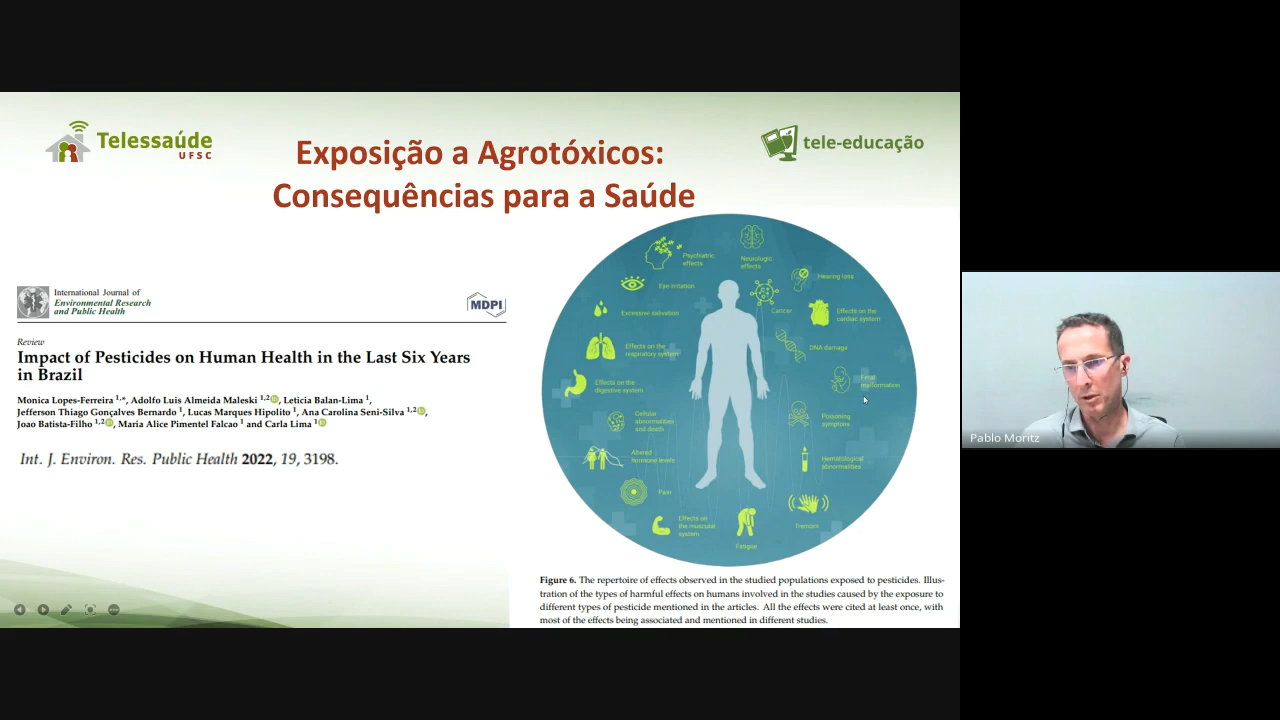 Telessaúde
UFSC
Exposição a Agrotóxicos:
Consequências para a Saúde
tele-educação
International Journal of
Environmental Research
and Public Health
MDPI
Review
Impact of Pesticides on Human Health in the Last Six Years
in Brazil
Monica Lopes-Ferreira 1,*, Adolfo Luis Almeida Maleski 1,2, Leticia Balan-Lima 1,
Jefferson Thiago Gonçalves Bernardo 1, Lucas Marques Hipolito 1, Ana Carolina Seni-Silva 1,2,
Joao Batista-Filho 1,2, Maria Alice Pimentel Falcao 1 and Carla Lima 1
Int. J. Environ. Res. Public Health 2022, 19, 3198.
Psychiatric
effects
Neurologic
effects
Hearing loss
Eye irritation
Cancer
Excessive salivation
Effects on the
cardiac system
Effects on the
respiratory system
DNA damage
Effects on the
digestive system
Fetal
malformation
Cellular
abnormalities
and death
Poisoning
symptoms
Altered
hormone levels
Hematological
abnormalities
Pain
Effects on
the muscular
system
Tremors
Fatigue
Figure 6. The repertoire of effects observed in the studied populations exposed to pesticides. Illus-
tration of the types of harmful effects on humans involved in the studies caused by the exposure to
different types of pesticide mentioned in the articles. All the effects were cited at least once, with
most of the effects being associated and mentioned in different studies.
Pablo Moritz